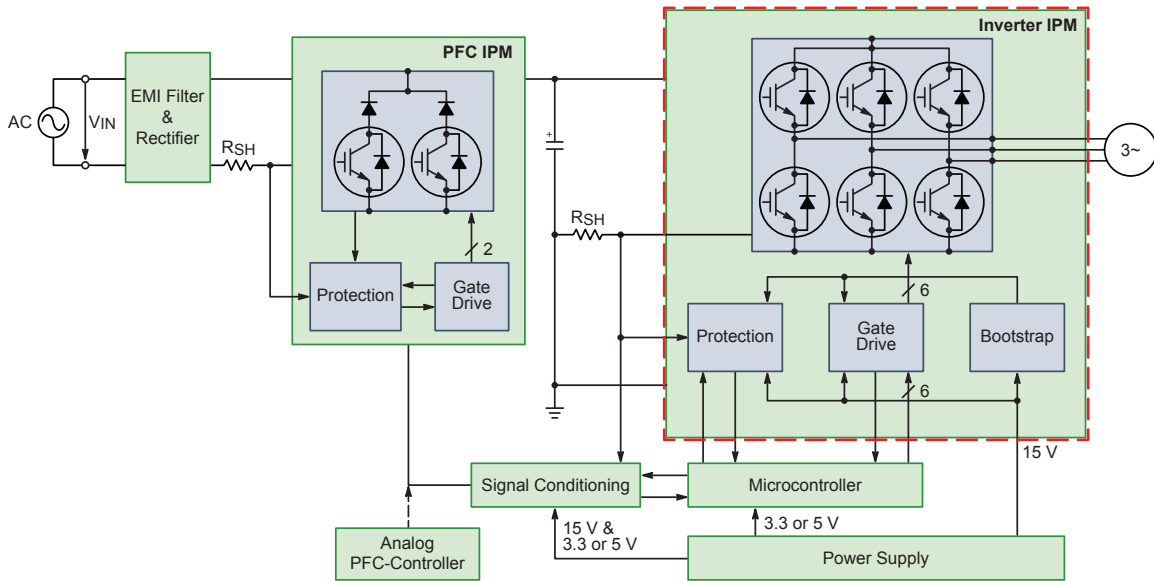 PFC IPM
Inverter IPM
EMI Filter
&
Rectifier
AC
VIN
RSH
+
3~
RSH
2
Protection
Gate
Drive
6
Protection
Gate
Drive
Bootstrap
6
15 V
Signal Conditioning
Microcontroller
15 V &
3.3 or 5 V
3.3 or 5 V
Analog
PFC-Controller
Power Supply